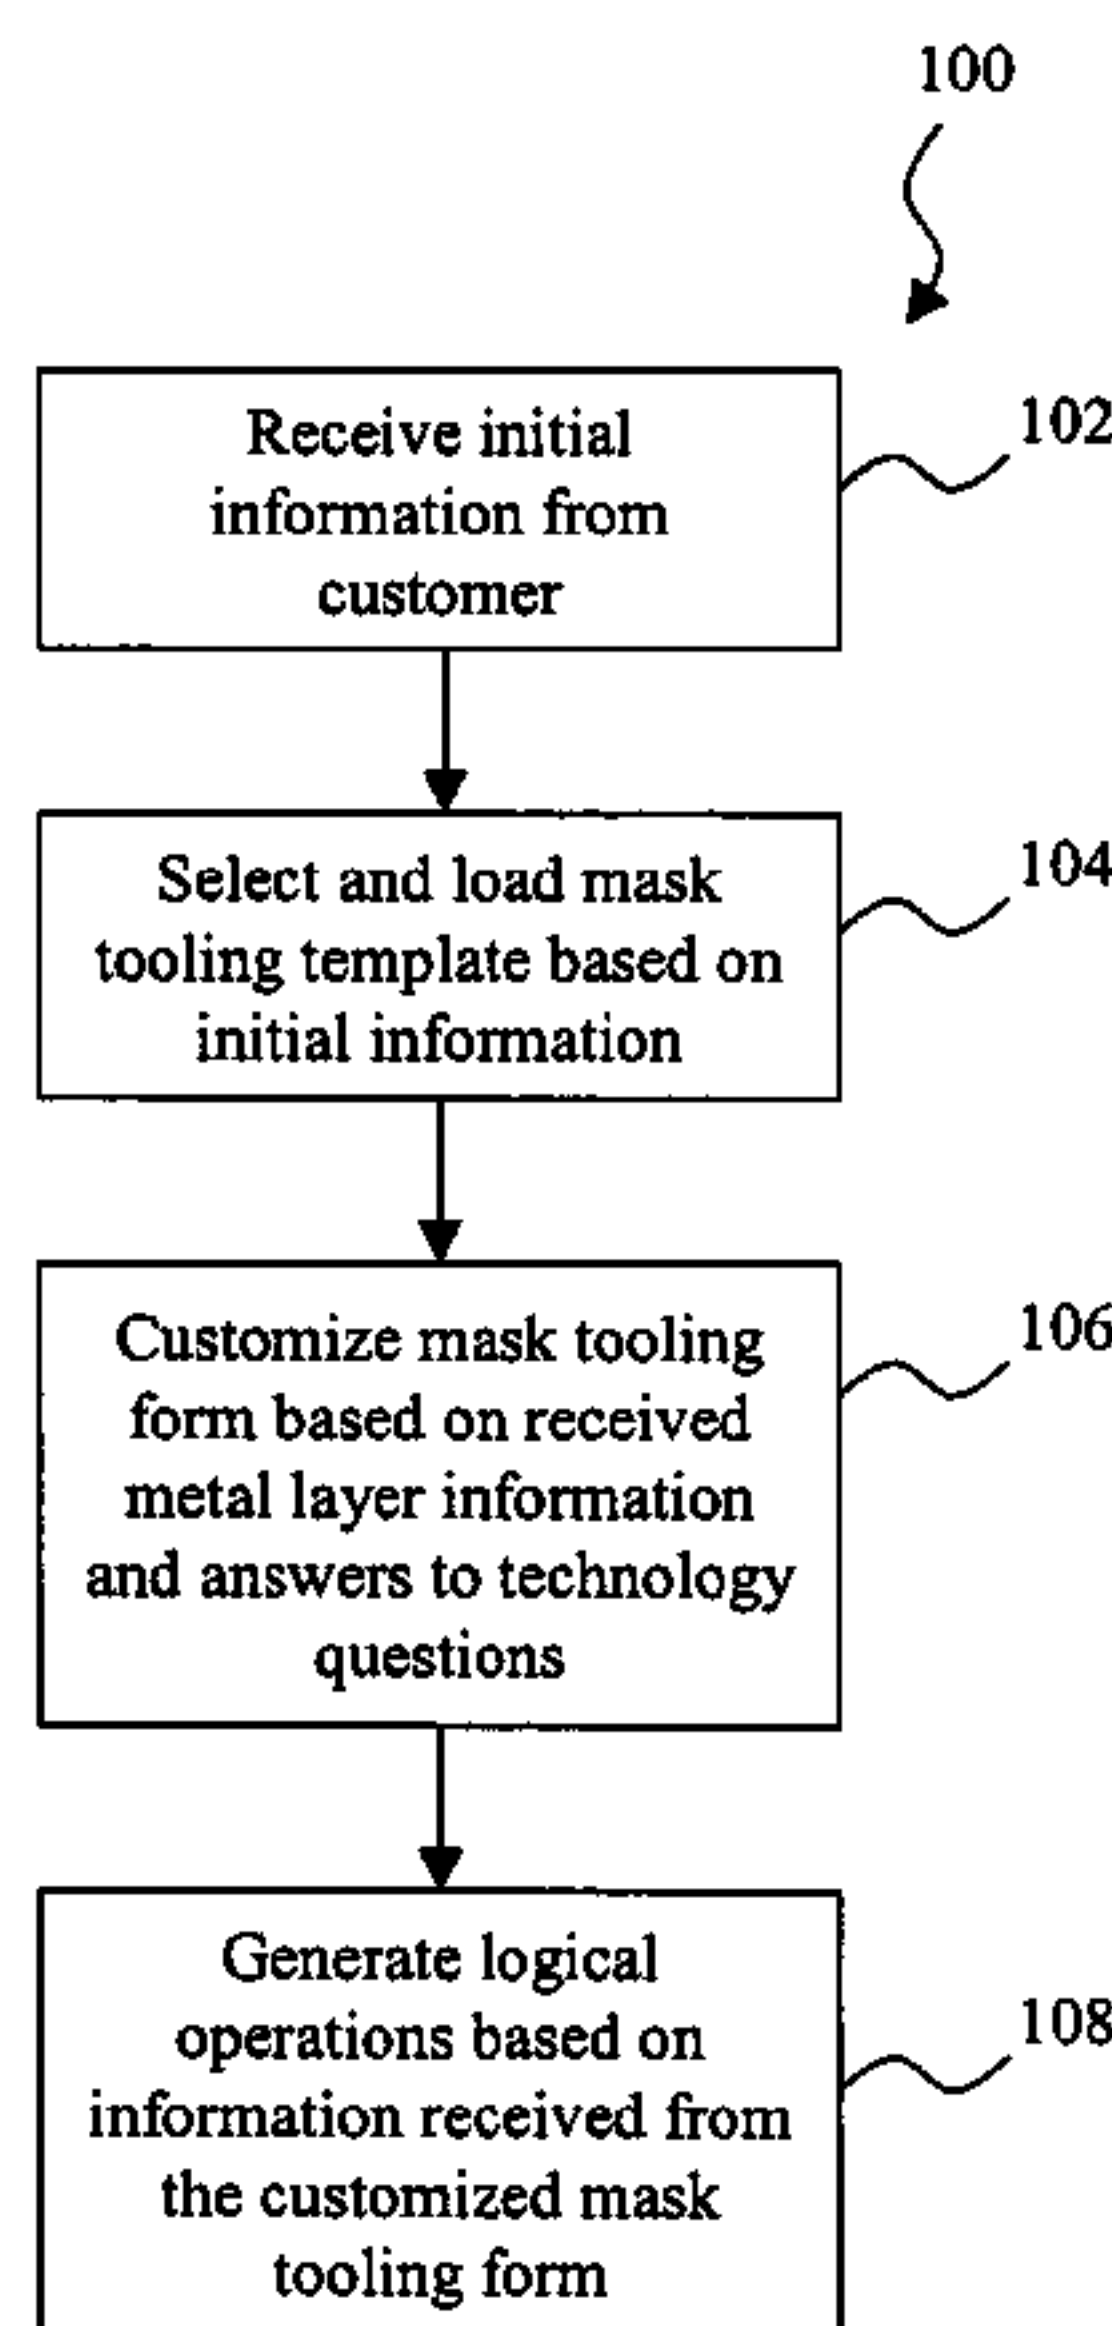 100
Receive initial
information from
customer
102
Select and load mask
tooling template based on
initial information
104
Customize mask tooling
form based on received
metal layer information
and answers to technology
questions
106
Generate logical
operations based on
information received from
the customized mask
tooling form
108